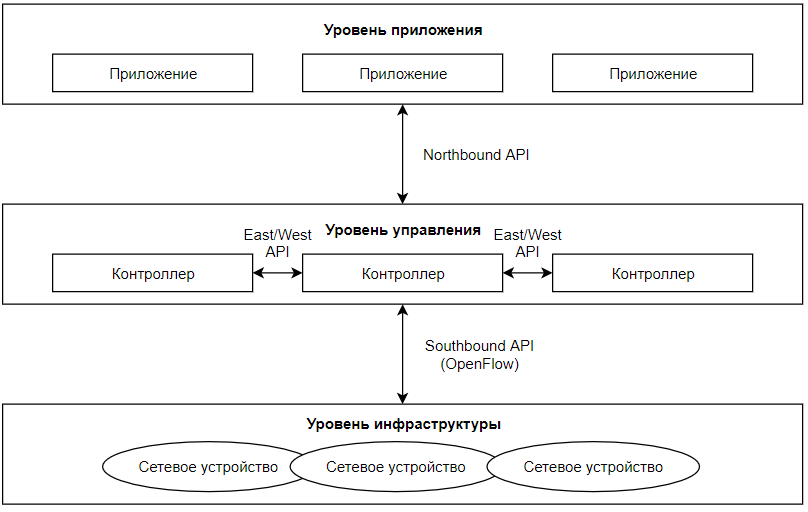 Уровень приложения
Приложение
Приложение
Приложение
Northbound API
Уровень управления
East/West
API
East/West
API
Контроллер
Контроллер
Контроллер
Southbound API
(OpenFlow)
Уровень инфраструктуры
Сетевое устройство
Сетевое устройство
Сетевое устройство